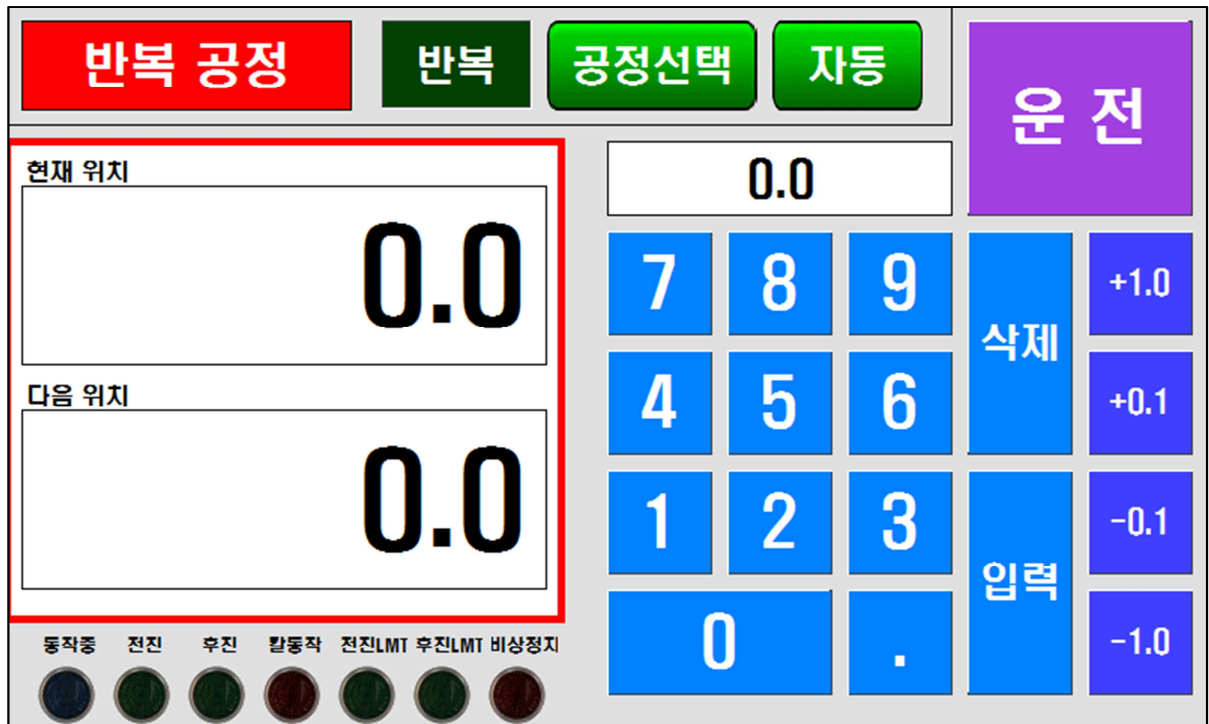 반복 공정
반복
공정선택
자동
운 전
현재 위치
0.0
다음 위치
0.0
0.0
7 8 9
삭제
+1.0
4 5 6
+0.1
1 2 3
입력
-0.1
0 .
-1.0
동작중 전진 후진 칼동작 전진LMT 후진LMT 비상정지